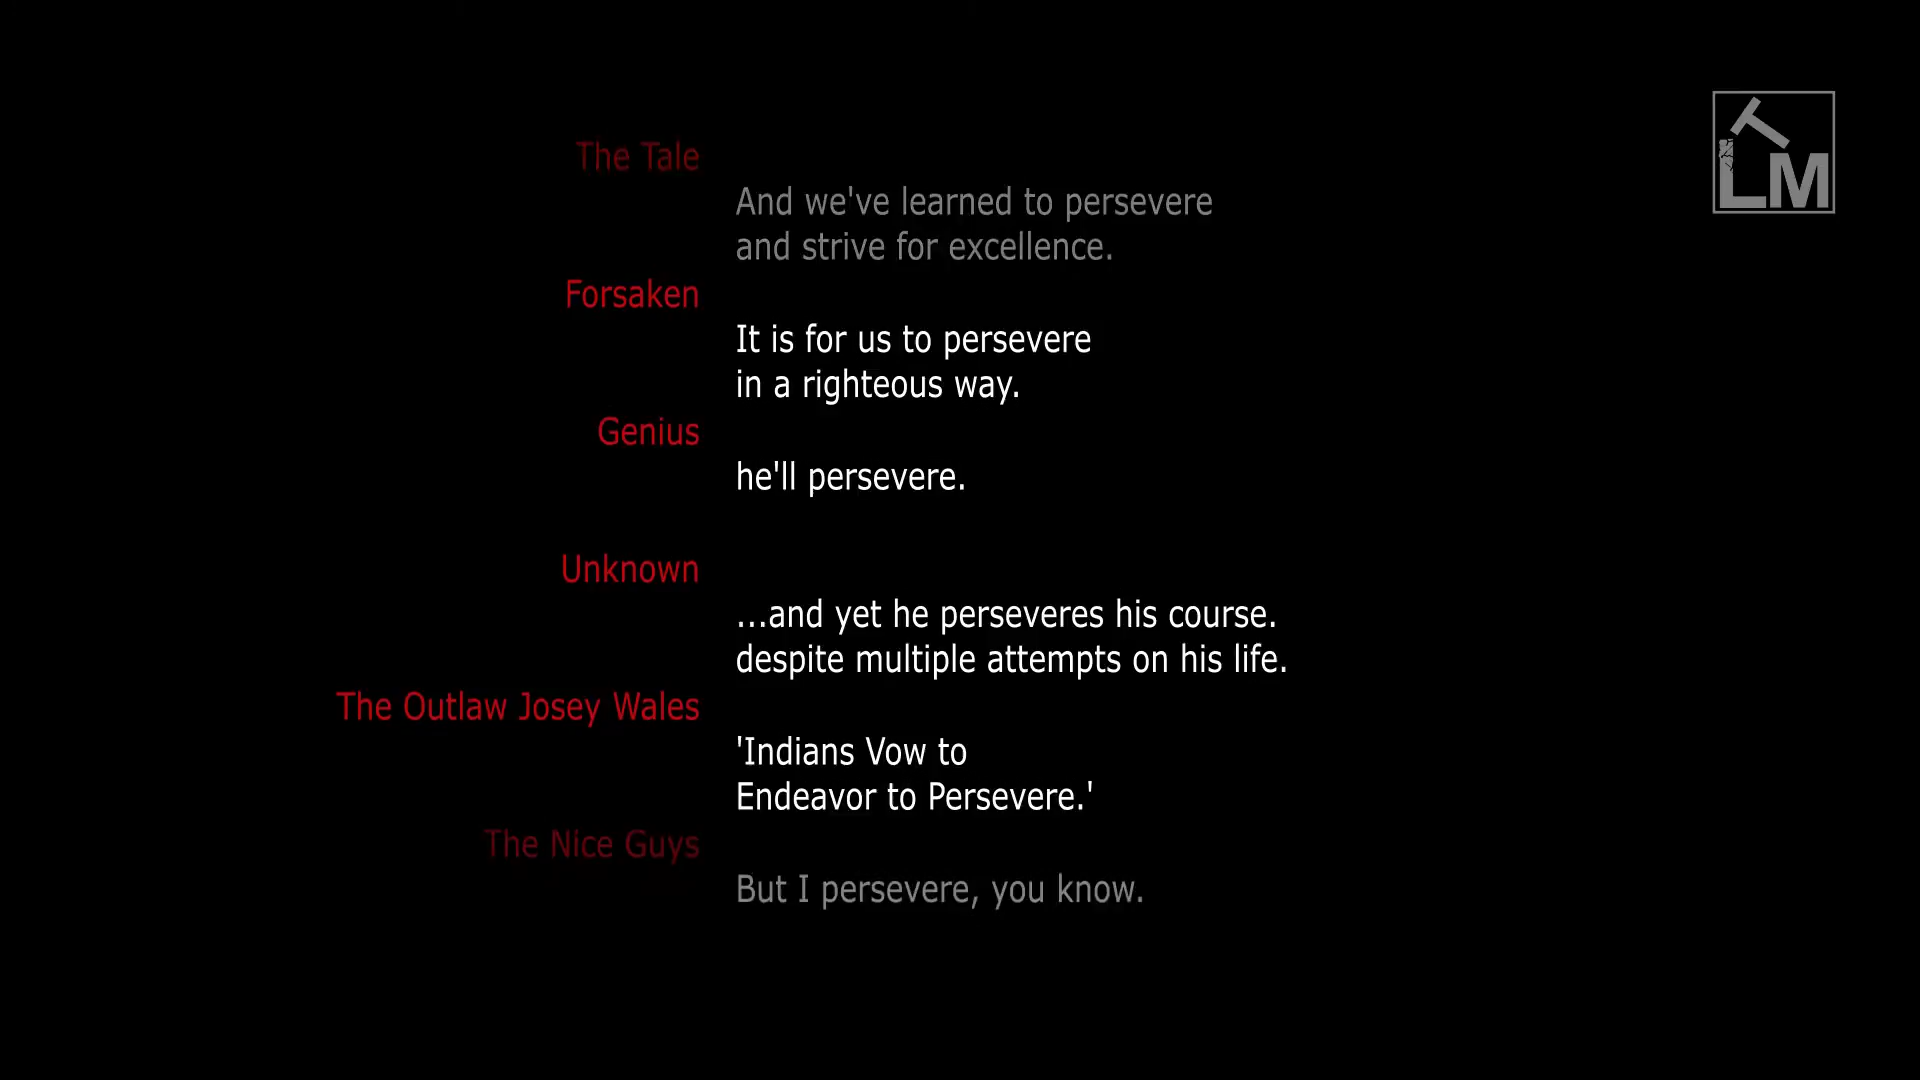 The Tale
And we've learned to persevere
and strive for excellence.
Forsaken
It is for us to persevere
in a righteous way.
Genius
he'll persevere.
Unknown
...and yet he perseveres his course.
despite multiple attempts on his life.
The Outlaw Josey Wales
'Indians Vow to
Endeavor to Persevere.'
The Nice Guys
But I persevere, you know.
LTM